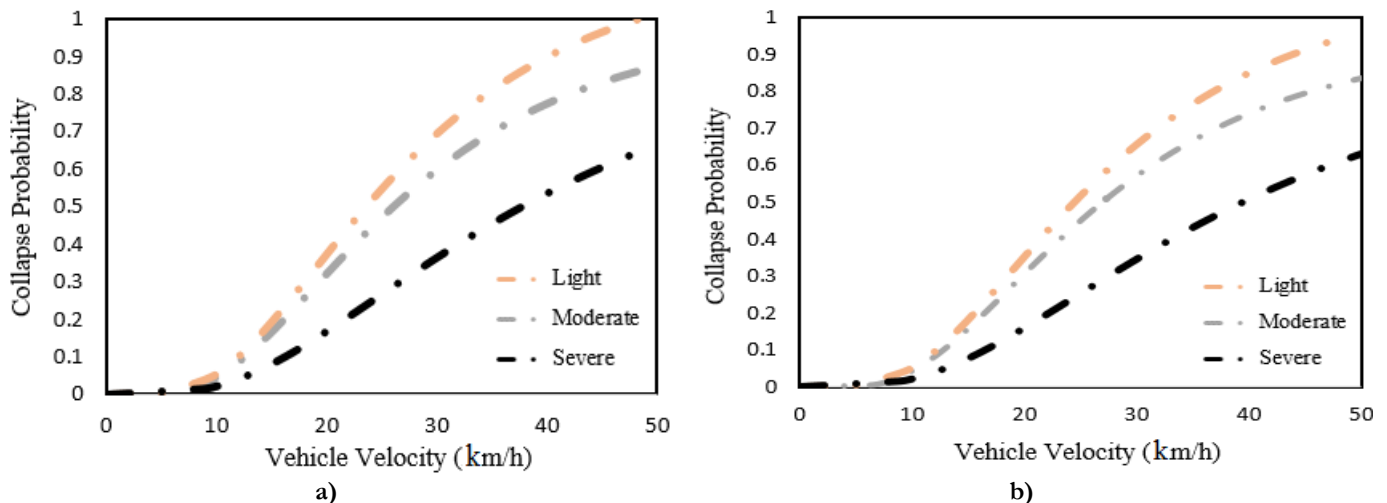 1
0.9
0.8
0.7
0.6
0.5
0.4
0.3
0.2
0.1
0
Collapse Probability
Light
Moderate
Severe
0 10 20 30 40 50
Vehicle Velocity (km/h)
a)
1
0.9
0.8
0.7
0.6
0.5
0.4
0.3
0.2
0.1
0
Collapse Probability
Light
Moderate
Severe
0 10 20 30 40 50
Vehicle Velocity (km/h)
b)